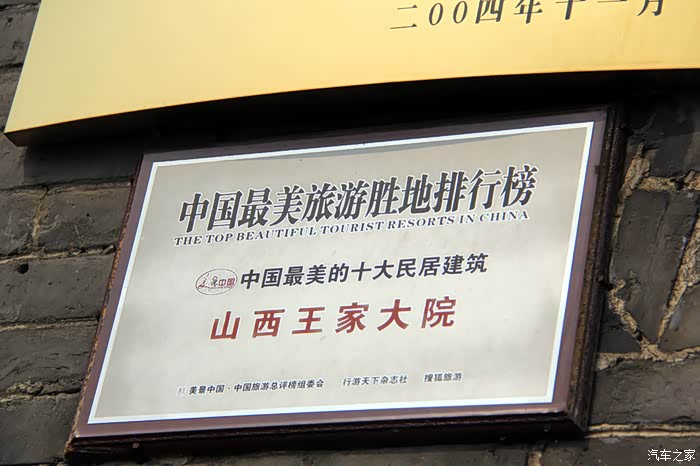 二00四年十一月
中国最美旅游胜地排行榜
THE TOP BEAUTIFUL TOURIST RESORTS IN CHINA
中国最美的十大民居建筑
山西王家大院
美景中国·中国旅游总评榜组委会 行游天下杂志社 搜狐旅游
汽车之家